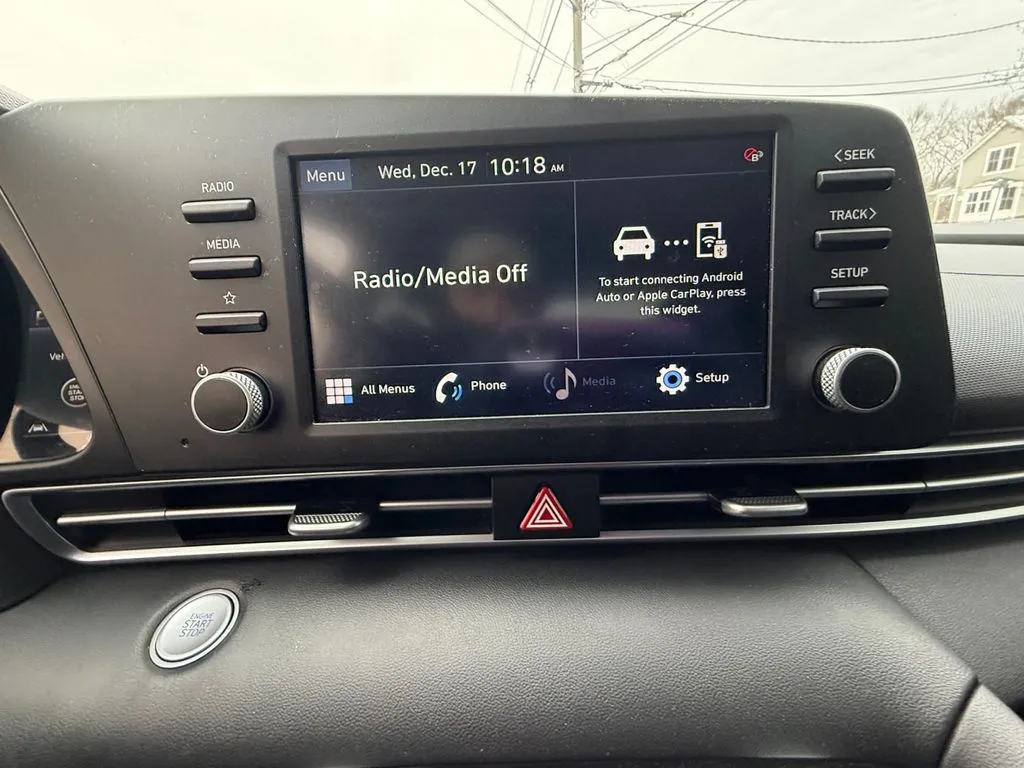 Menu
Wed, Dec. 17 10:18 AM
B
<SEEK
RADIO
TRACK>
MEDIA
SETUP
Radio/Media Off
To start connecting Android
Auto or Apple CarPlay, press
this widget.
All Menus
Phone
Media
Setup
ENGINE
START
STOP